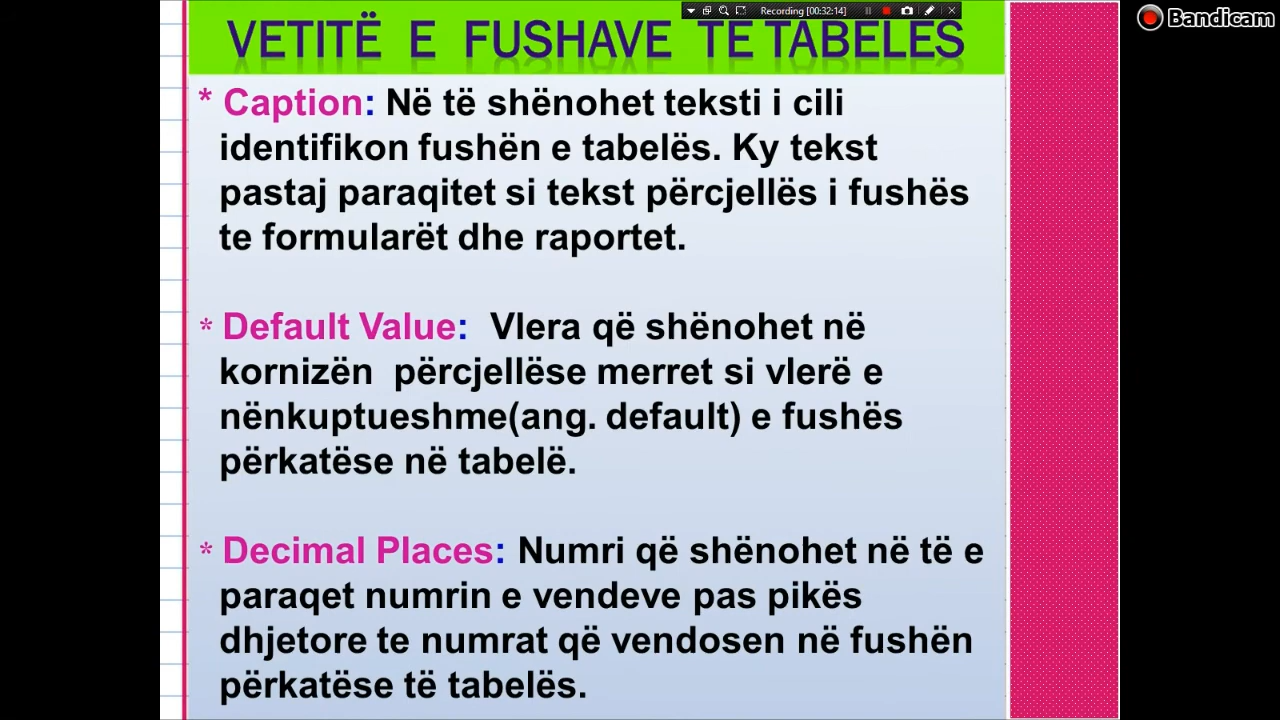 Recording [00:32:14]
Bandicam
VETITË E FUSHAVE TË TABELËS
* Caption: Në të shënohet teksti i cili
identifikon fushën e tabelës. Ky tekst
pastaj paraqitet si tekst përcjellës i fushës
te formularët dhe raportet.
* Default Value: Vlera që shënohet në
kornizën përcjellëse merret si vlerë e
nënkuptueshme(ang. default) e fushës
përkatëse në tabelë.
* Decimal Places: Numri që shënohet në të e
paraqet numrin e vendeve pas pikës
dhjetore te numrat që vendosen në fushën
përkatëse të tabelës.